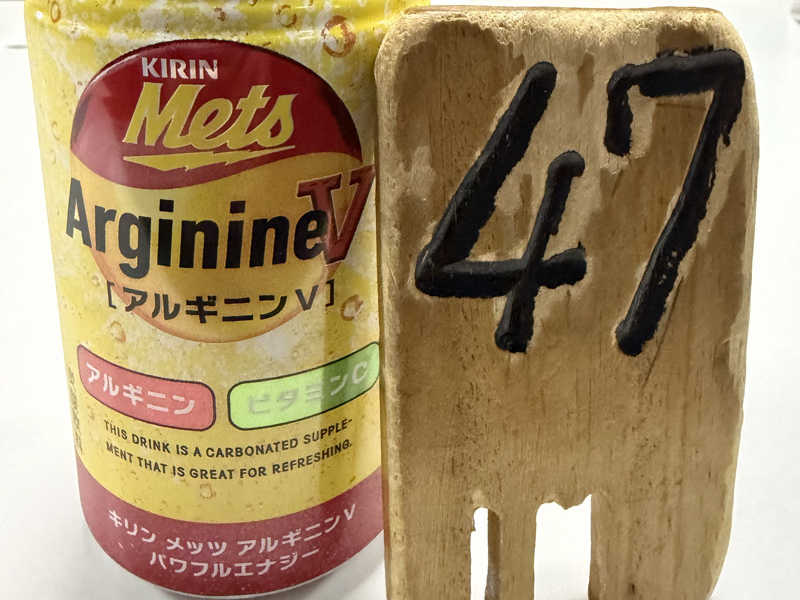 KIRIN
Mets
Arginine V
[アルギニンV]
アルギニン
ビタミンC
THIS DRINK IS A CARBONATED SUPPLE-
MENT THAT IS GREAT FOR REFRESHING.
キリン メッツ アルギニンV
パワフルエナジー
47